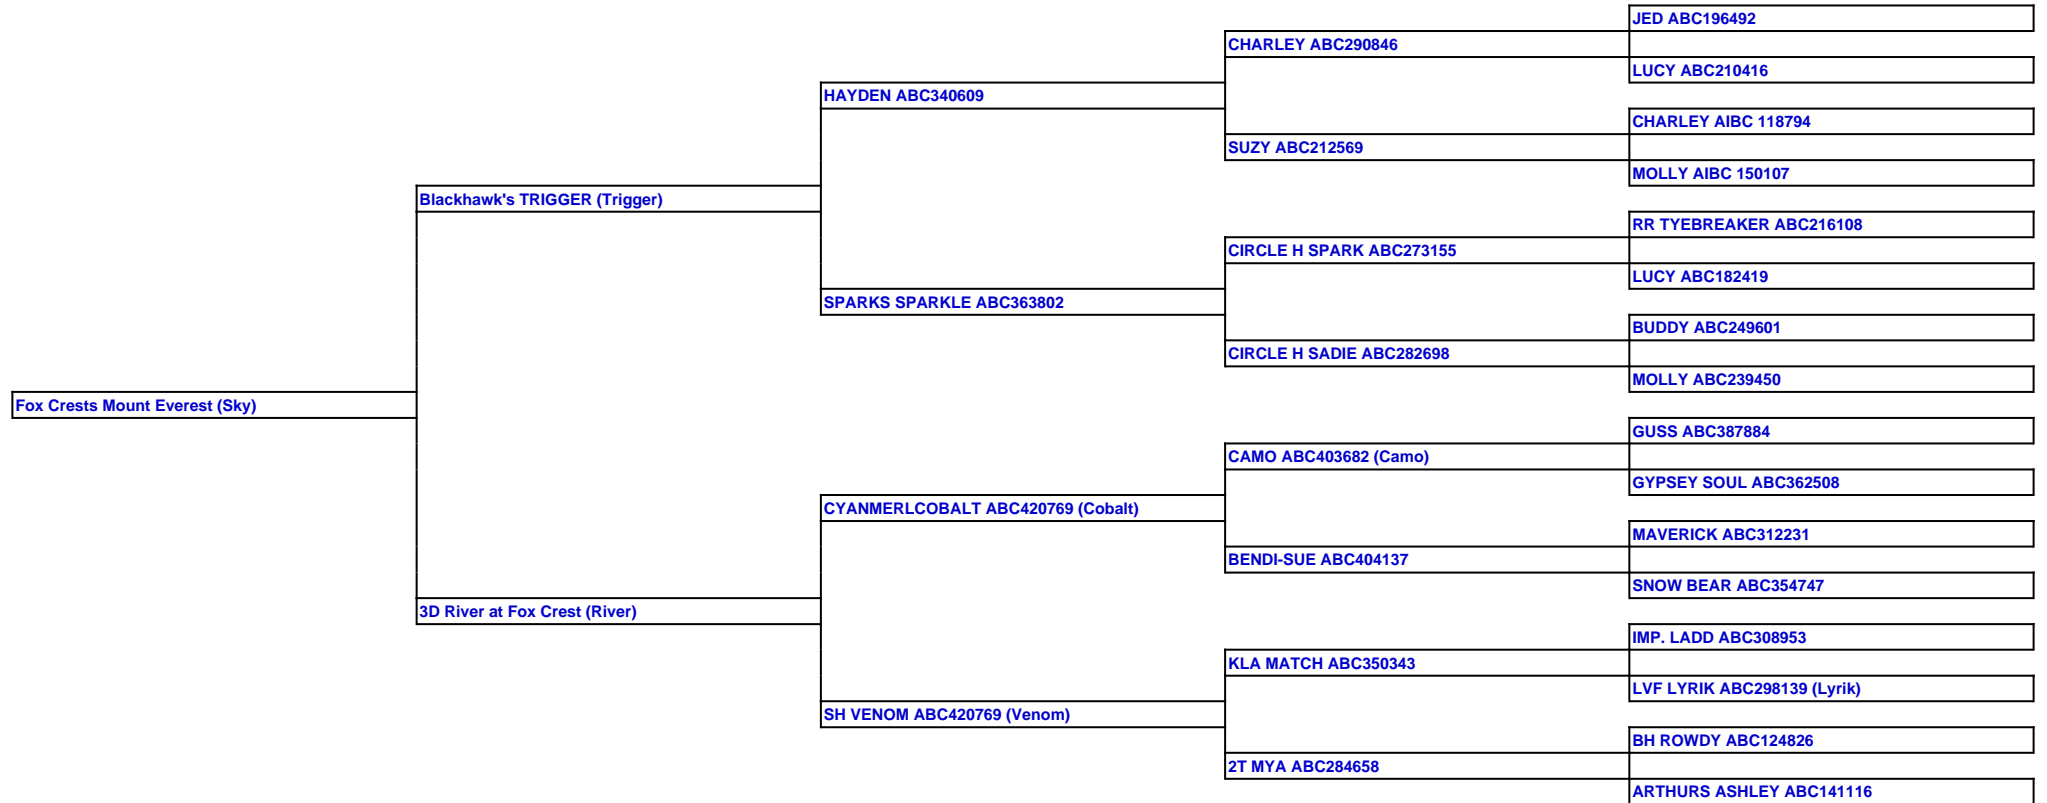 JED ABC196492
CHARLEY ABC290846
LUCY ABC210416
HAYDEN ABC340609
CHARLEY AIBC 118794
SUZY ABC212569
MOLLY AIBC 150107
Blackhawk's TRIGGER (Trigger)
RR TYEBREAKER ABC216108
CIRCLE H SPARK ABC273155
LUCY ABC182419
SPARKS SPARKLE ABC363802
BUDDY ABC249601
CIRCLE H SADIE ABC282698
MOLLY ABC239450
Fox Crests Mount Everest (Sky)
GUSS ABC387884
CAMO ABC403682 (Camo)
GYPSEY SOUL ABC362508
CYANMERLCOBALT ABC420769 (Cobalt)
MAVERICK ABC312231
BENDI-SUE ABC404137
SNOW BEAR ABC354747
3D River at Fox Crest (River)
IMP. LADD ABC308953
KLA MATCH ABC350343
LVF LYRIK ABC298139 (Lyrik)
SH VENOM ABC420769 (Venom)
BH ROWDY ABC124826
2T MYA ABC284658
ARTHURS ASHLEY ABC141116